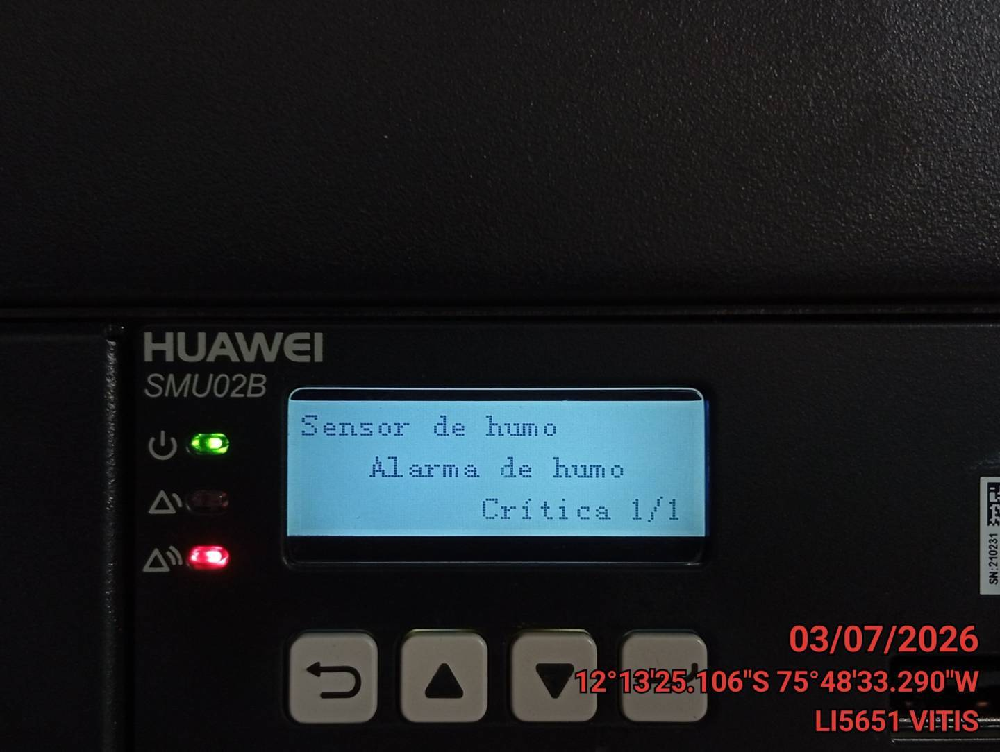 HUAWEI
SMU02B
Sensor de humo
Alarma de humo
Crítica 1/1
SN:210231
03/07/2026
12°13'25.106"S 75°48'33.290"W
LI5651 VITIS